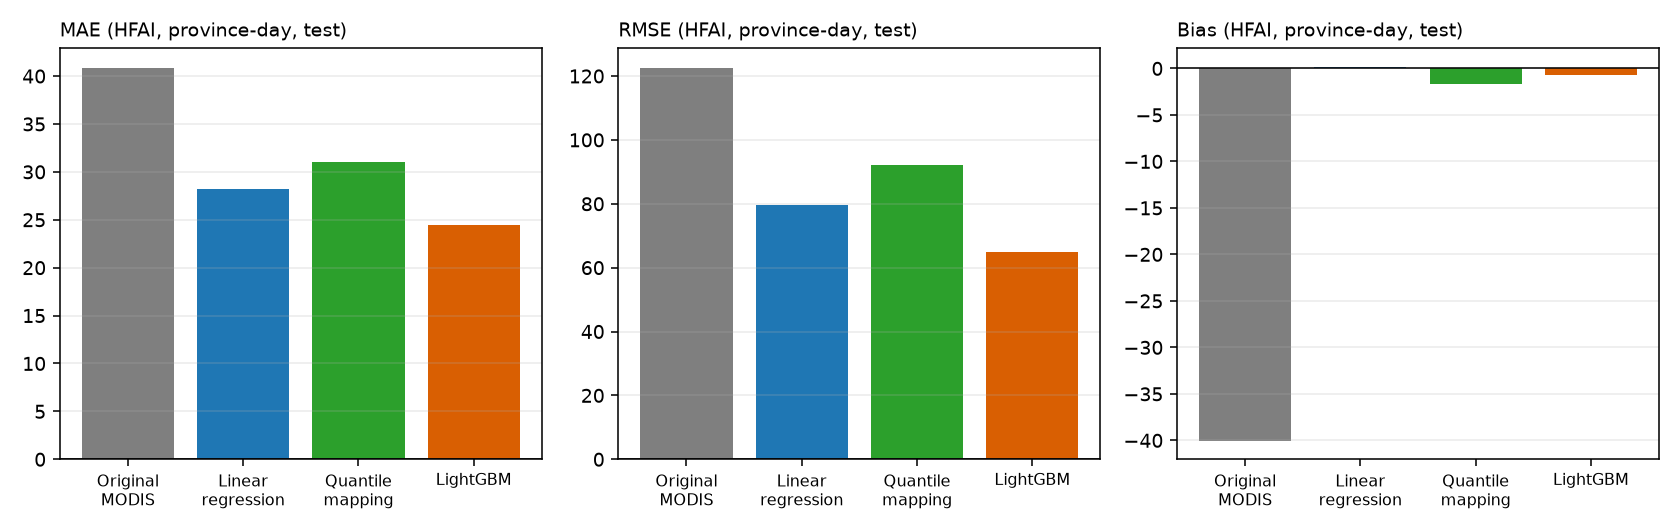 MAE (HFAI, province-day, test)
40
35
30
25
20
15
10
5
0
Original
MODIS
Linear
regression
Quantile
mapping
LightGBM
RMSE (HFAI, province-day, test)
120
100
80
60
40
20
0
Original
MODIS
Linear
regression
Quantile
mapping
LightGBM
Bias (HFAI, province-day, test)
0
−5
−10
−15
−20
−25
−30
−35
−40
Original
MODIS
Linear
regression
Quantile
mapping
LightGBM